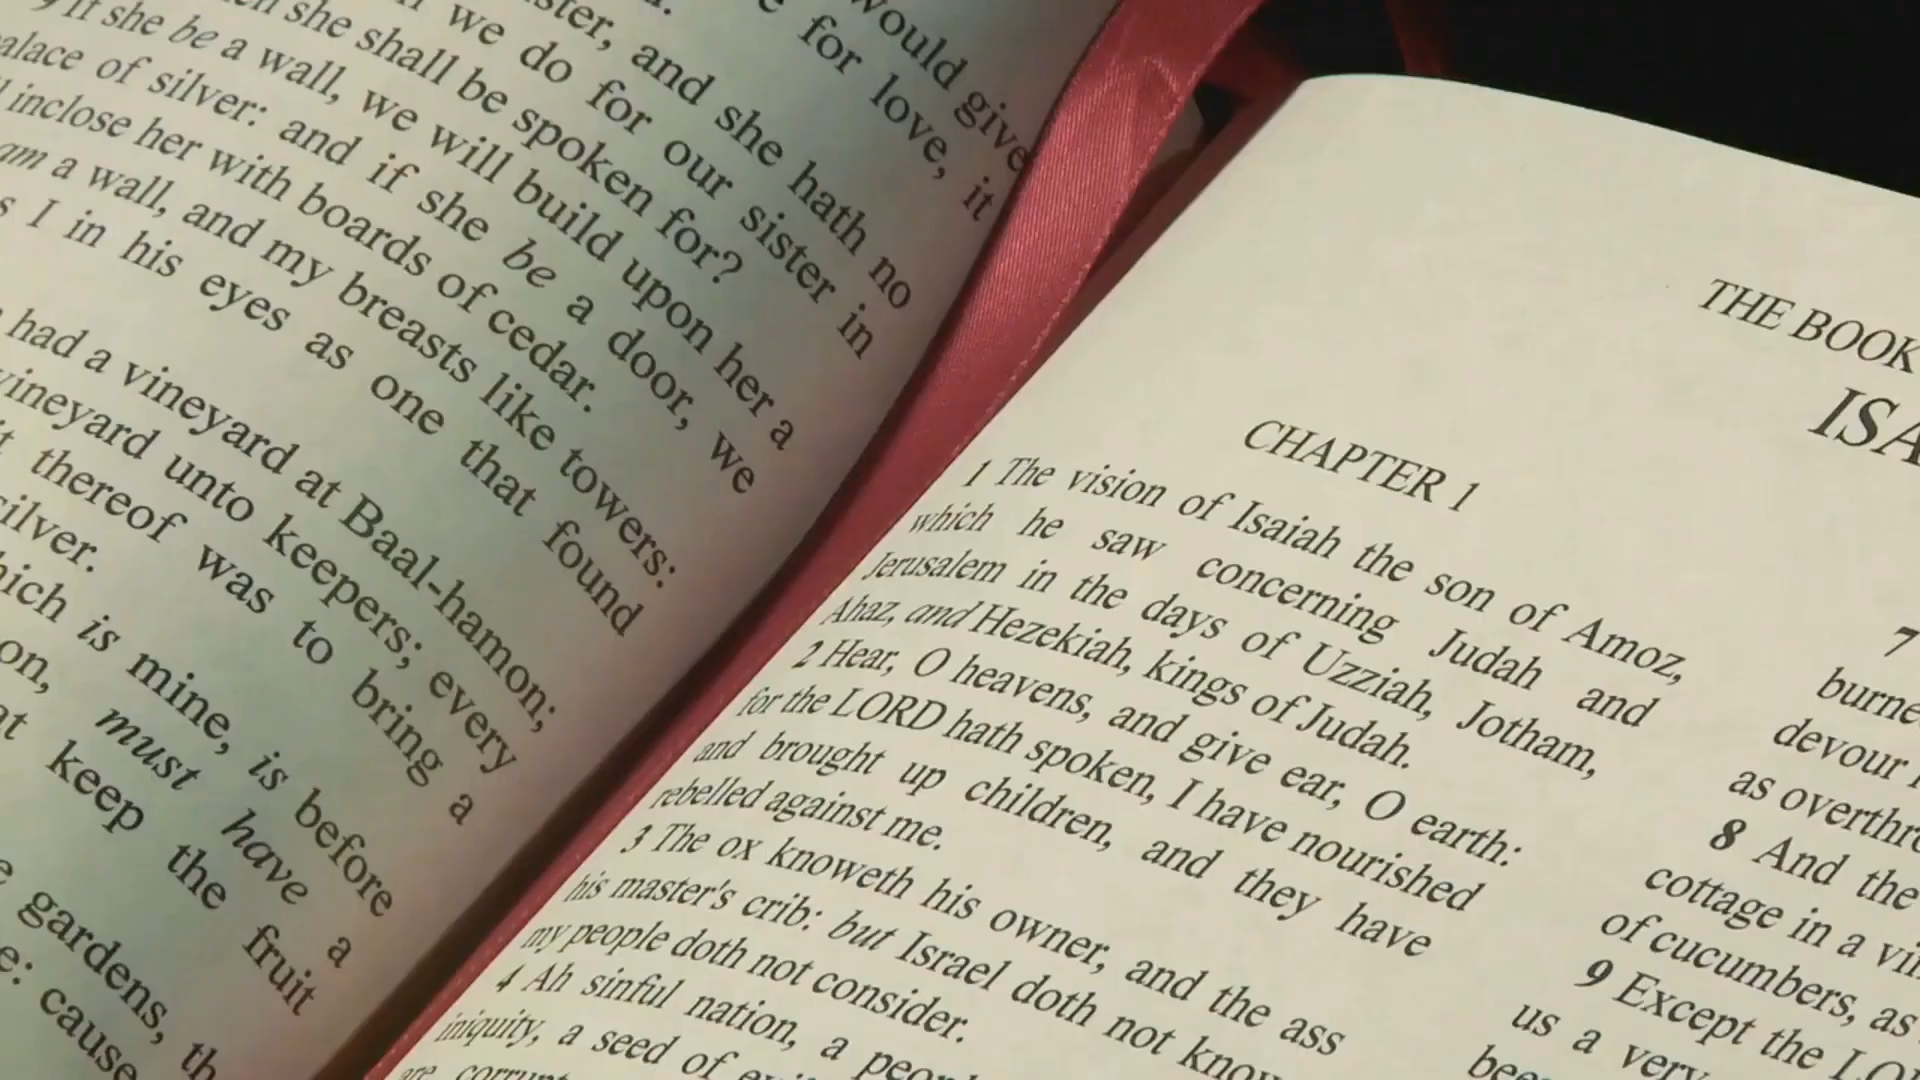 would give
for love, it
ster, and she hath no
we do for our sister in
she shall be spoken for?
9 If she be a wall, we will build upon her a
palace of silver: and if she be a door, we
inclose her with boards of cedar.
am a wall, and my breasts like towers:
I in his eyes as one that found
had a vineyard at Baal-hamon;
vineyard unto keepers; every
thereof was to bring a
silver.
which is mine, is before
on, must have a
keep the fruit
gardens, th
cause
THE BOOK
ISA
CHAPTER 1
1 The vision of Isaiah the son of Amoz,
which he saw concerning Judah and
Jerusalem in the days of Uzziah, Jotham,
Ahaz, and Hezekiah, kings of Judah.
2 Hear, O heavens, and give ear, O earth:
for the LORD hath spoken, I have nourished
and brought up children, and they have
rebelled against me.
3 The ox knoweth his owner, and the ass
his master's crib: but Israel doth not know
my people doth not consider.
4 Ah sinful nation, a peopl
iniquity, a seed of
are corrupt
7
burne
devour
as overthro
8 And the
cottage in a vin
of cucumbers, as
9 Except the LO
us a very
been